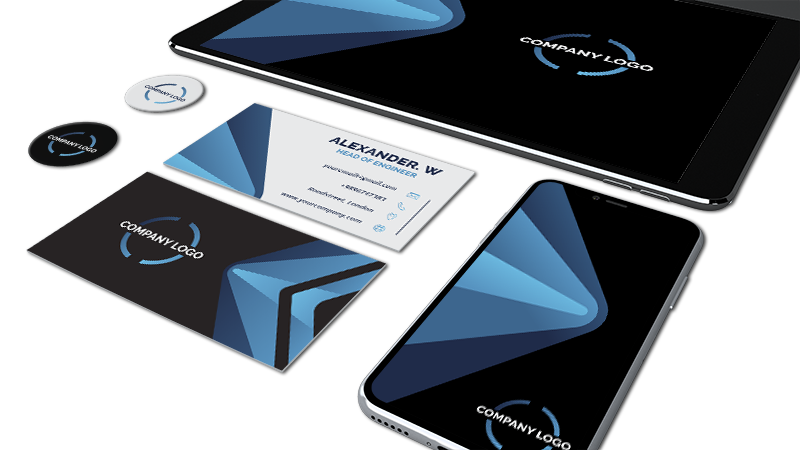 COMPANY LOGO
COMPANY LOGO
COMPANY LOGO
ALEXANDER. W
HEAD OF ENGINEER
youremail@gmail.com
Roadstreet, London
www.yourcompany.com
COMPANY LOGO
COMPANY LOGO